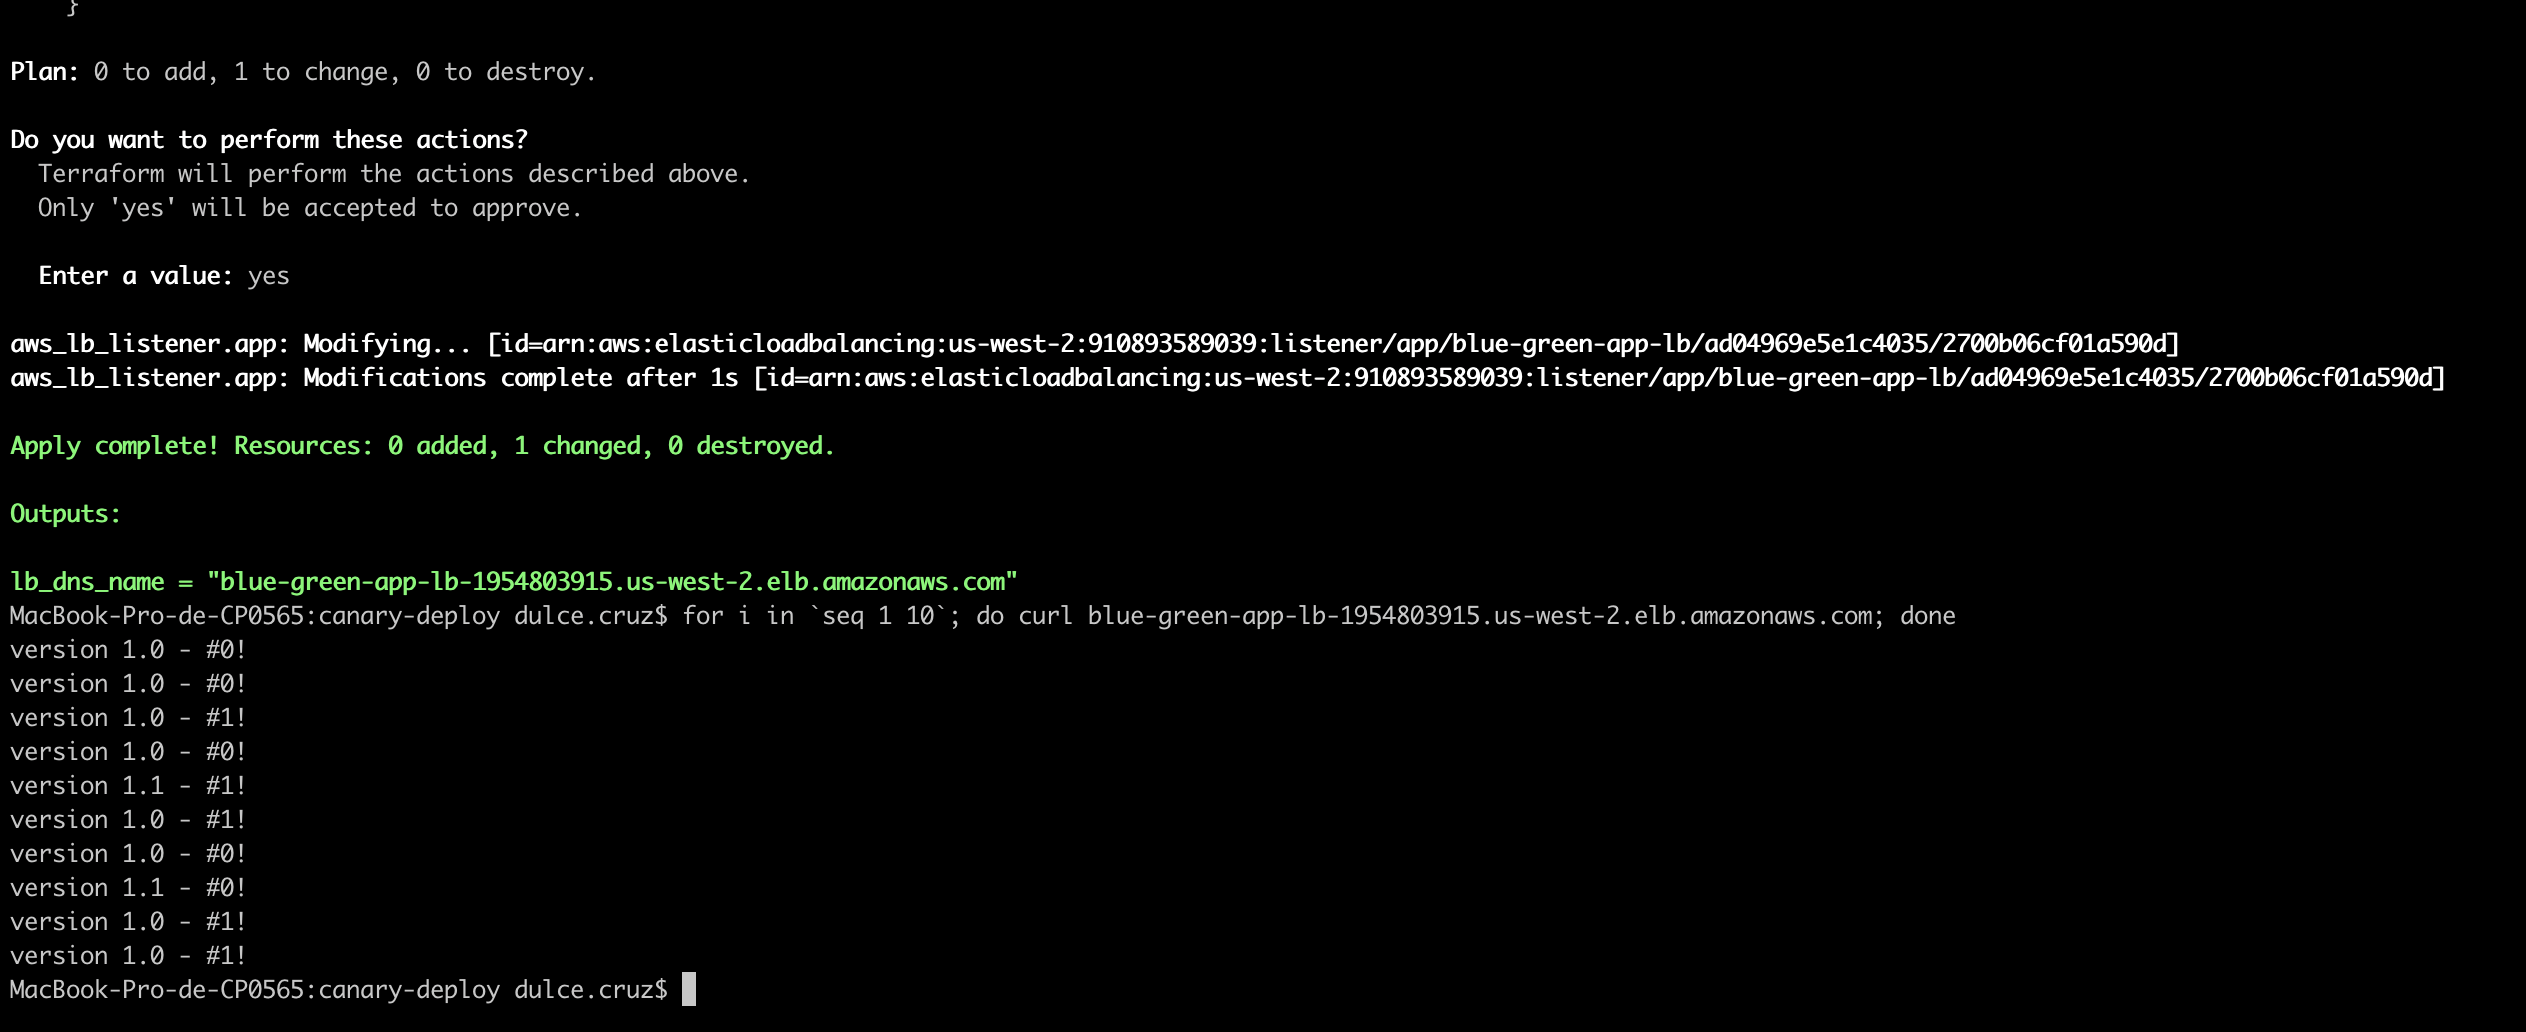 }
Plan: 0 to add, 1 to change, 0 to destroy.
Do you want to perform these actions?
Terraform will perform the actions described above.
Only 'yes' will be accepted to approve.
Enter a value: yes
aws_lb_listener.app: Modifying... [id=arn:aws:elasticloadbalancing:us-west-2:910893589039:listener/app/blue-green-app-lb/ad04969e5e1c4035/2700b06cf01a590d]
aws_lb_listener.app: Modifications complete after 1s [id=arn:aws:elasticloadbalancing:us-west-2:910893589039:listener/app/blue-green-app-lb/ad04969e5e1c4035/2700b06cf01a590d]
Apply complete! Resources: 0 added, 1 changed, 0 destroyed.
Outputs:
lb_dns_name = "blue-green-app-lb-1954803915.us-west-2.elb.amazonaws.com"
MacBook-Pro-de-CP0565:canary-deploy dulce.cruz$ for i in `seq 1 10`; do curl blue-green-app-lb-1954803915.us-west-2.elb.amazonaws.com; done
version 1.0 - #0!
version 1.0 - #0!
version 1.0 - #1!
version 1.0 - #0!
version 1.1 - #1!
version 1.0 - #1!
version 1.0 - #0!
version 1.1 - #0!
version 1.0 - #1!
version 1.0 - #1!
MacBook-Pro-de-CP0565:canary-deploy dulce.cruz$